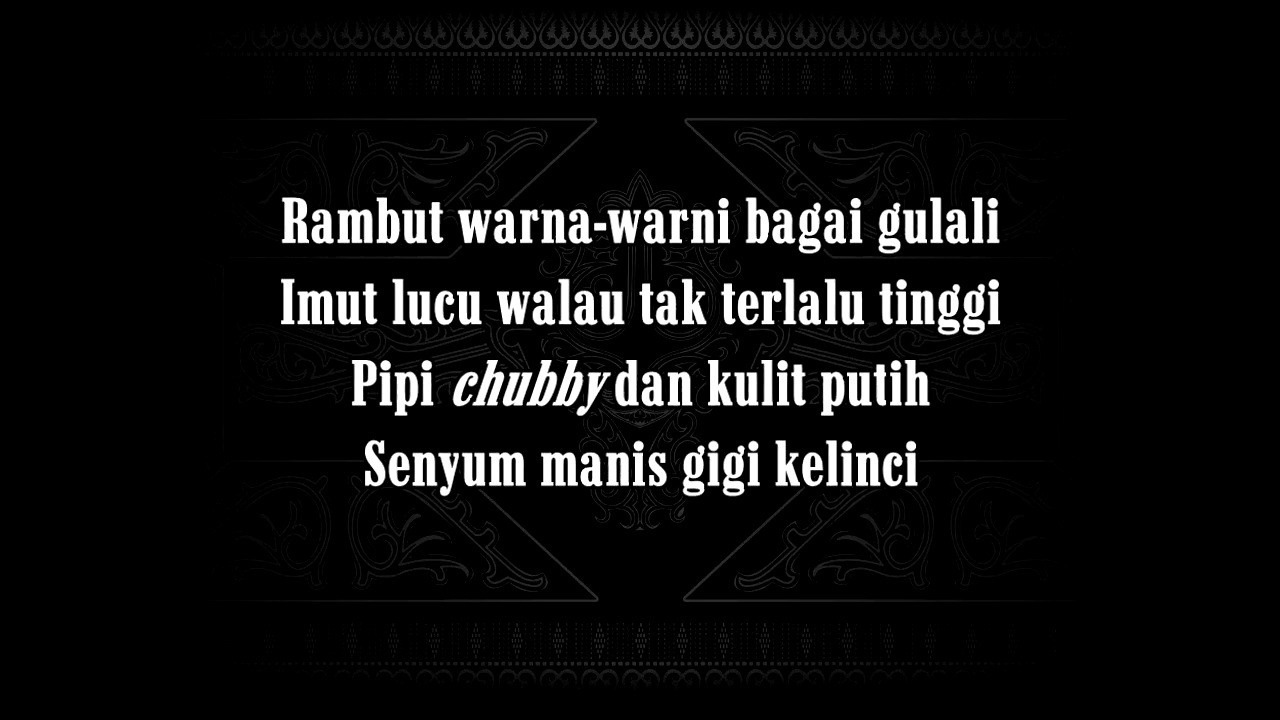 Rambut warna-warni bagai gulali
Imut lucu walau tak terlalu tinggi
Pipi chubby dan kulit putih
Senyum manis gigi kelinci